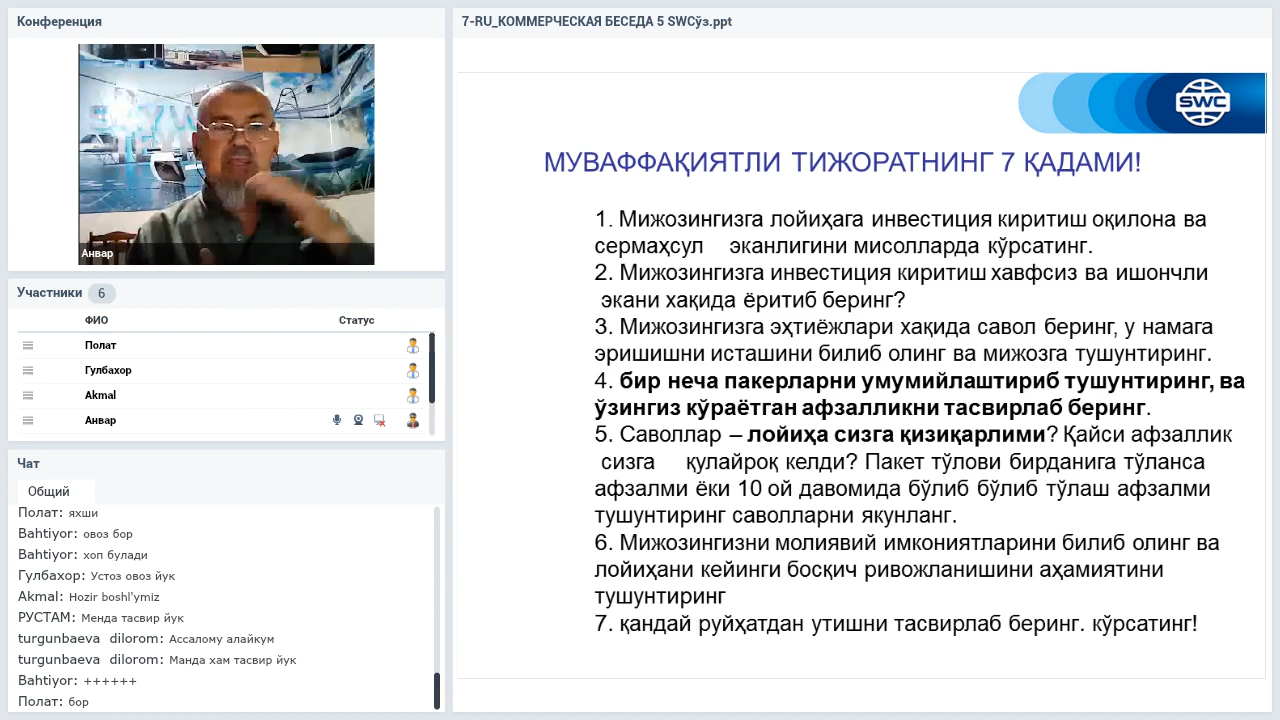 Конференция
Анвар
Участники 6
ФИО Статус
Полат
Гулбахор
Akmal
Анвар
Чат
Общий
Полат: яхши
Bahtiyor: овоз бор
Bahtiyor: хоп булади
Гулбахор: Устоз овоз йук
Akmal: Hozir boshl'ymiz
РУСТАМ: Менда тасвир йук
turgunbaeva dilorom: Ассалому алайкум
turgunbaeva dilorom: Манда хам тасвир йук
Bahtiyor: ++++++
Полат: бор
7-RU_КОММЕРЧЕСКАЯ БЕСЕДА 5 SWCўз.ppt
SWC
МУВАФФАҚИЯТЛИ ТИЖОРАТНИНГ 7 ҚАДАМИ!
1. Мижозингизга лойиҳага инвестиция киритиш оқилона ва
сермаҳсул эканлигини мисолларда кўрсатинг.
2. Мижозингизга инвестиция киритиш хавфсиз ва ишончли
экани хақида ёритиб беринг?
3. Мижозингизга эҳтиёжлари хақида савол беринг, у намага
эришишни исташини билиб олинг ва мижозга тушунтиринг.
4. бир неча пакерларни умумийлаштириб тушунтиринг, ва
ўзингиз кўраётган афзалликни тасвирлаб беринг.
5. Саволлар – лойиҳа сизга қизиқарлими? Қайси афзаллик
сизга қулайроқ келди? Пакет тўлови бирданига тўланса
афзалми ёки 10 ой давомида бўлиб бўлиб тўлаш афзалми
тушунтиринг саволларни якунланг.
6. Мижозингизни молиявий имкониятларини билиб олинг ва
лойиҳани кейинги босқич ривожланишини аҳамиятини
тушунтиринг
7. қандай руйҳатдан утишни тасвирлаб беринг. кўрсатинг!